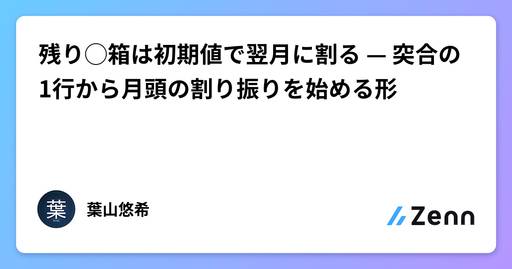 残り◯箱は初期値で翌月に割る — 突合の
1行から月頭の割り振りを始める形
葉
葉山悠希
Zenn